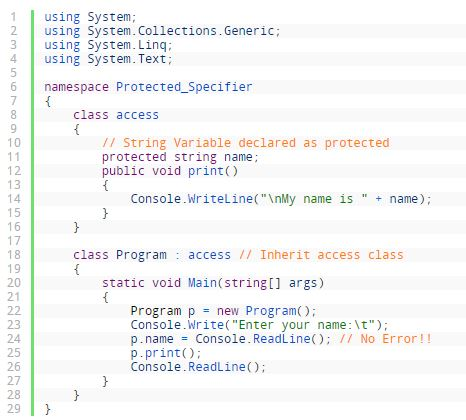 1 using System;
2 using System.Collections.Generic;
3 using System.Linq;
4 using System.Text;
5
6 namespace Protected_Specifier
7 {
8     class access
9     {
10         // String Variable declared as protected
11         protected string name;
12         public void print()
13         {
14             Console.WriteLine("\nMy name is " + name);
15         }
16     }
17
18     class Program : access // Inherit access class
19     {
20         static void Main(string[] args)
21         {
22             Program p = new Program();
23             Console.Write("Enter your name:\t");
24             p.name = Console.ReadLine(); // No Error!!
25             p.print();
26             Console.ReadLine();
27         }
28     }
29 }